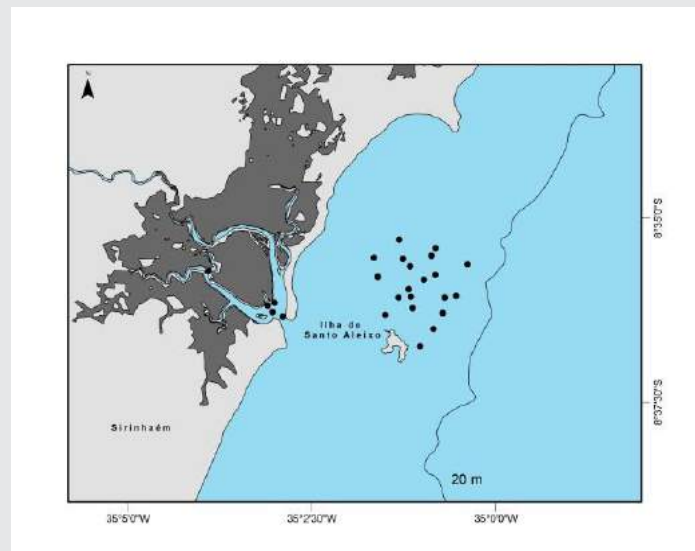 N
8°35'0"S
Ilha de
Santo Aleixo
8°37'30"S
Sirinhaém
20 m
35°5'0"W
35°2'30"W
35°0'0"W